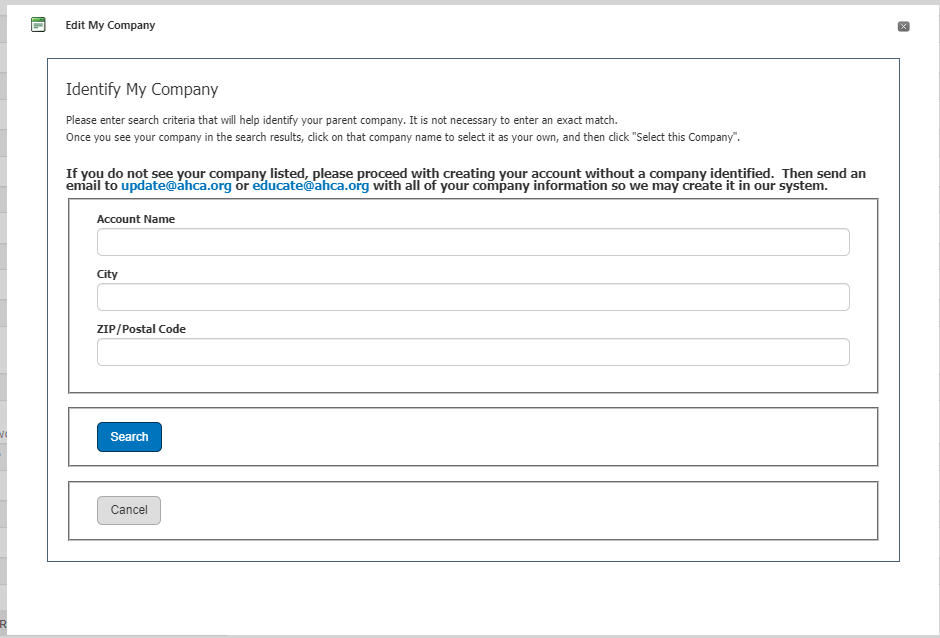 Edit My Company
Identify My Company
Please enter search criteria that will help identify your parent company. It is not necessary to enter an exact match.
Once you see your company in the search results, click on that company name to select it as your own, and then click "Select this Company".
If you do not see your company listed, please proceed with creating your account without a company identified.  Then send an
email to update@ahca.org or educate@ahca.org with all of your company information so we may create it in our system.
Account Name
City
ZIP/Postal Code
Search
Cancel